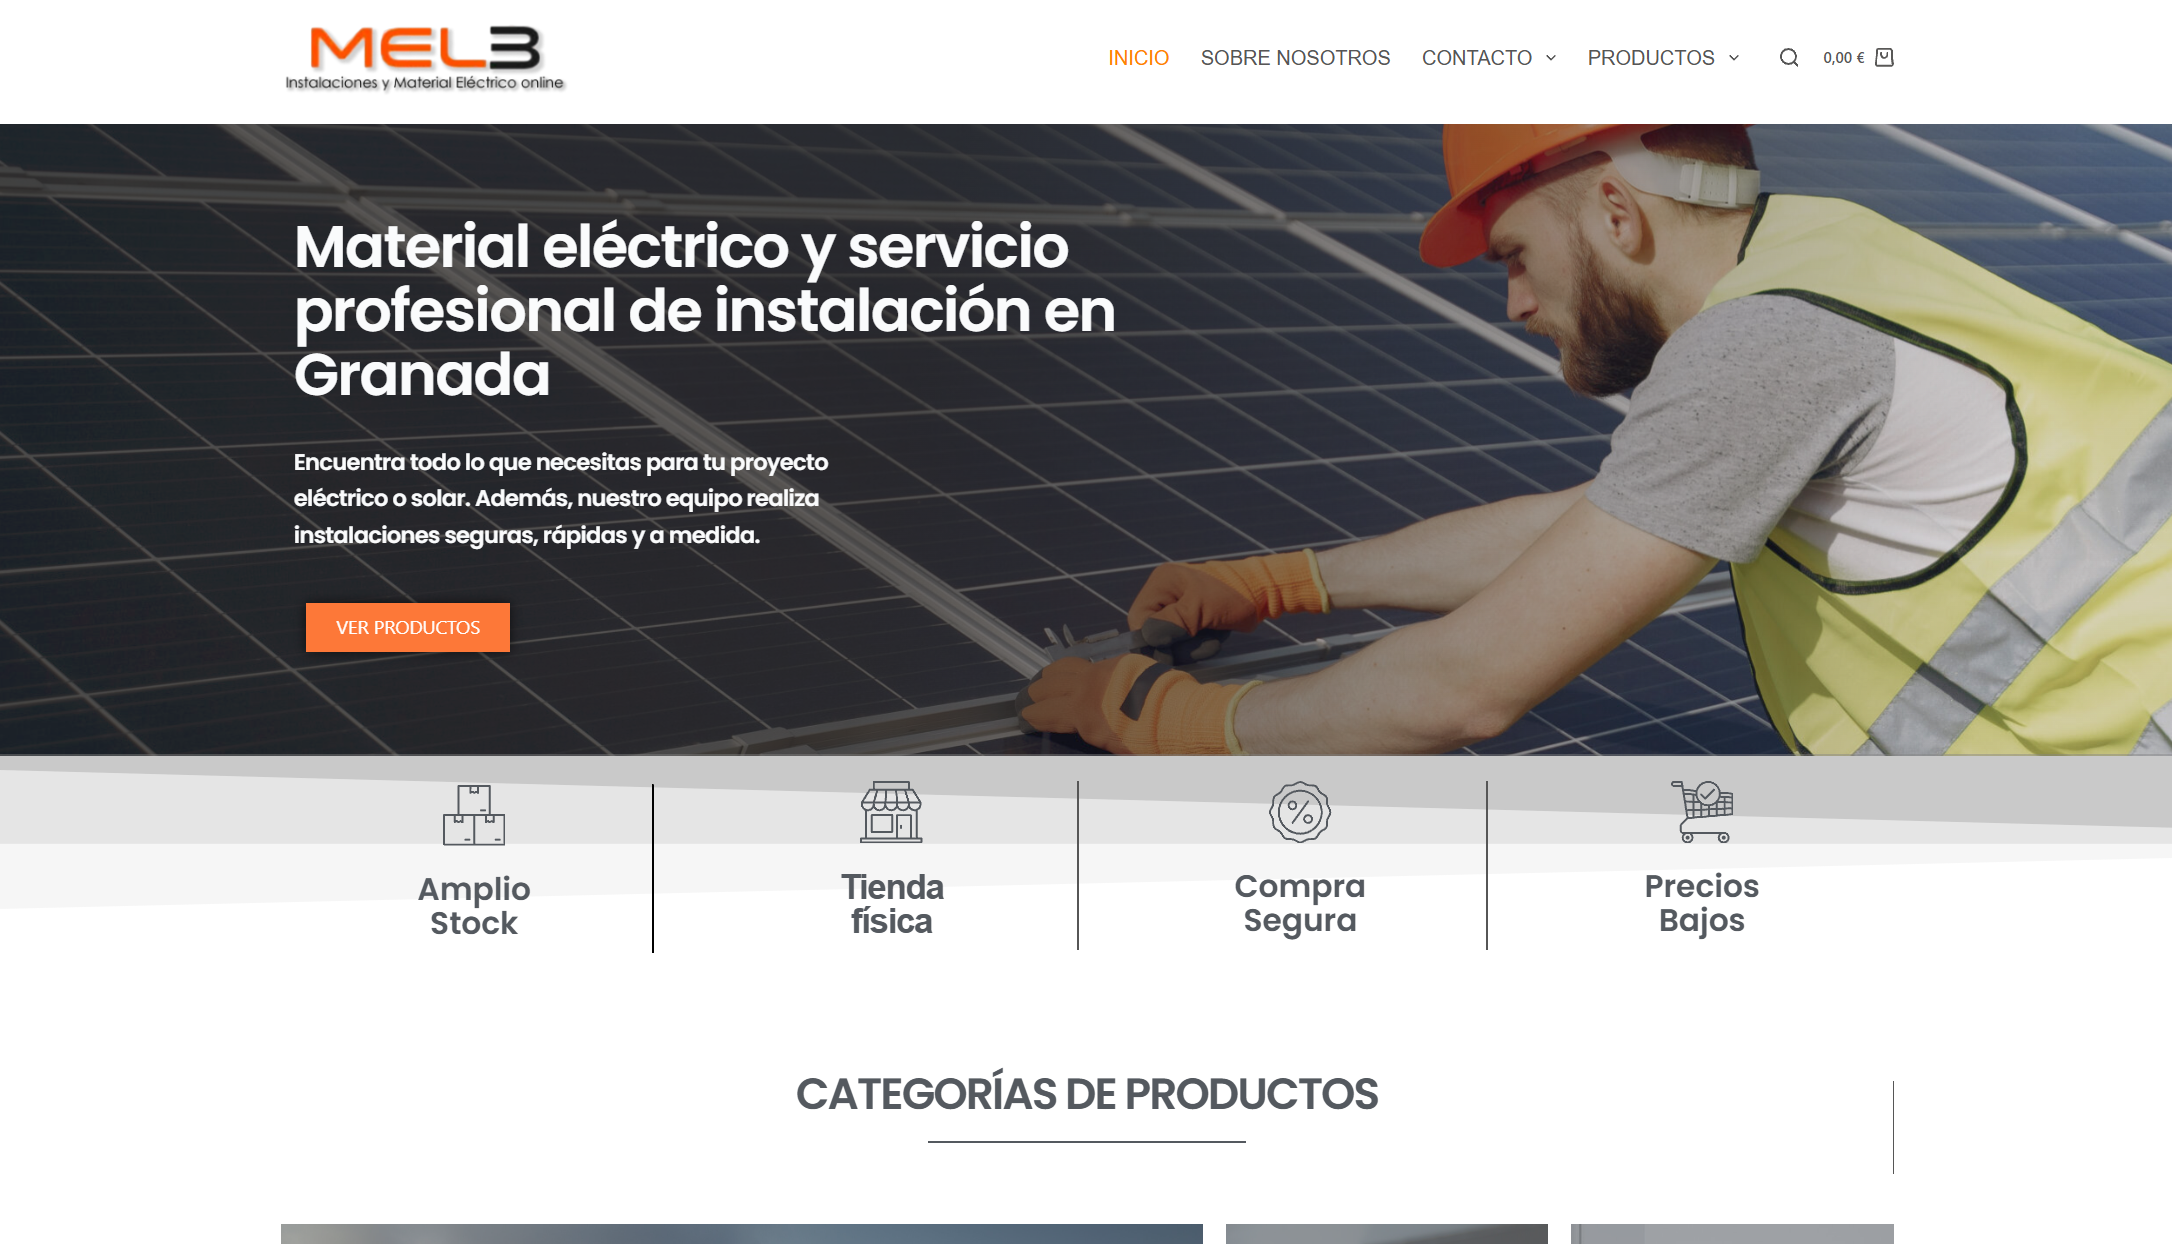 MEL3
Instalaciones y Material Eléctrico online
INICIO
SOBRE NOSOTROS
CONTACTO
PRODUCTOS
0,00 €
Material eléctrico y servicio
profesional de instalación en
Granada
Encuentra todo lo que necesitas para tu proyecto
eléctrico o solar. Además, nuestro equipo realiza
instalaciones seguras, rápidas y a medida.
VER PRODUCTOS
Amplio
Stock
Tienda
física
Compra
Segura
Precios
Bajos
CATEGORÍAS DE PRODUCTOS